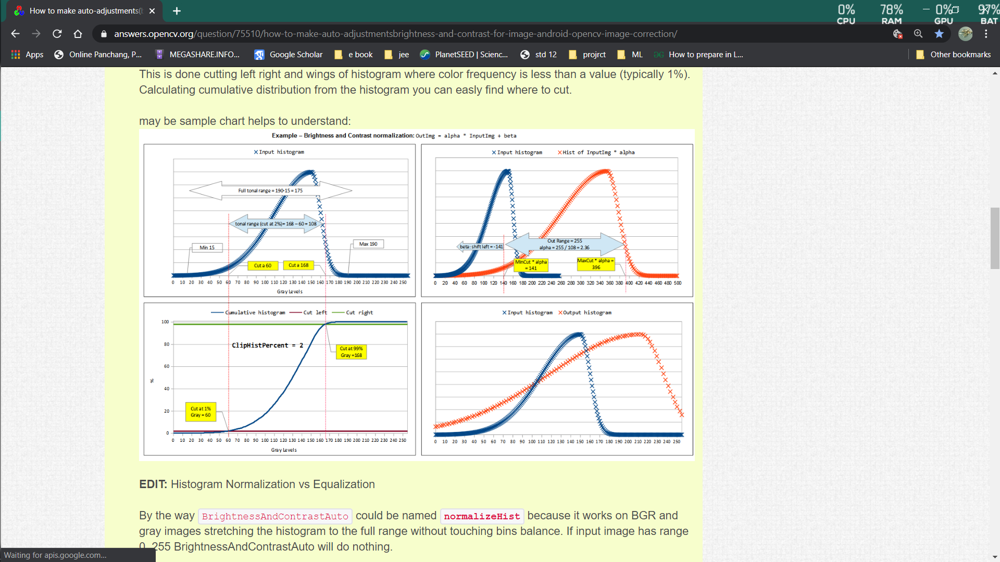 How to make auto-adjustments(
0% CPU 78% RAM 0% GPU 97% BAT
answers.opencv.org/question/75510/how-to-make-auto-adjustmentsbrightness-and-contrast-for-image-android-opencv-image-correction/
Apps Online Panchang, P... MEGASHARE.INFO... Google Scholar e book jee PlanetSEED | Scienc... std 12 projrct ML How to prepare in L... Other bookmarks
This is done cutting left right and wings of histogram where color frequency is less than a value (typically 1%).
Calculating cumulative distribution from the histogram you can easly find where to cut.
may be sample chart helps to understand:
Example – Brightness and Contrast normalization: OutImg = alpha * InputImg + beta
Input histogram
Full tonal range = 190-15 = 175
tonal range (cut at 2%)= 168 – 60 = 108
Min 15
Max 190
Cut a 60
Cut a 168
0 10 20 30 40 50 60 70 80 90 100 110 120 130 140 150 160 170 180 190 200 210 220 230 240 250
Gray Levels
Input histogram Hist of InputImg * alpha
beta: shift left = -141
Out Range = 255
alpha = 255 / 108 = 2.36
MinCut * alpha
= 141
MaxCut * alpha =
396
0 20 40 60 80 100 120 140 160 180 200 220 240 260 280 300 320 340 360 380 400 420 440 460 480 500
Cumulative histogram Cut left Cut right
100
80
60
40
20
0
%
ClipHistPercent = 2
Cut at 99%
Gray =168
Cut at 1%
Gray = 60
0 10 20 30 40 50 60 70 80 90 100 110 120 130 140 150 160 170 180 190 200 210 220 230 240 250
Gray Levels
Input histogram Output histogram
0 10 20 30 40 50 60 70 80 90 100 110 120 130 140 150 160 170 180 190 200 210 220 230 240 250
EDIT: Histogram Normalization vs Equalization
By the way BrightnessAndContrastAuto could be named normalizeHist because it works on BGR and
gray images stretching the histogram to the full range without touching bins balance. If input image has range
0..255 BrightnessAndContrastAuto will do nothing.
Waiting for apis.google.com...